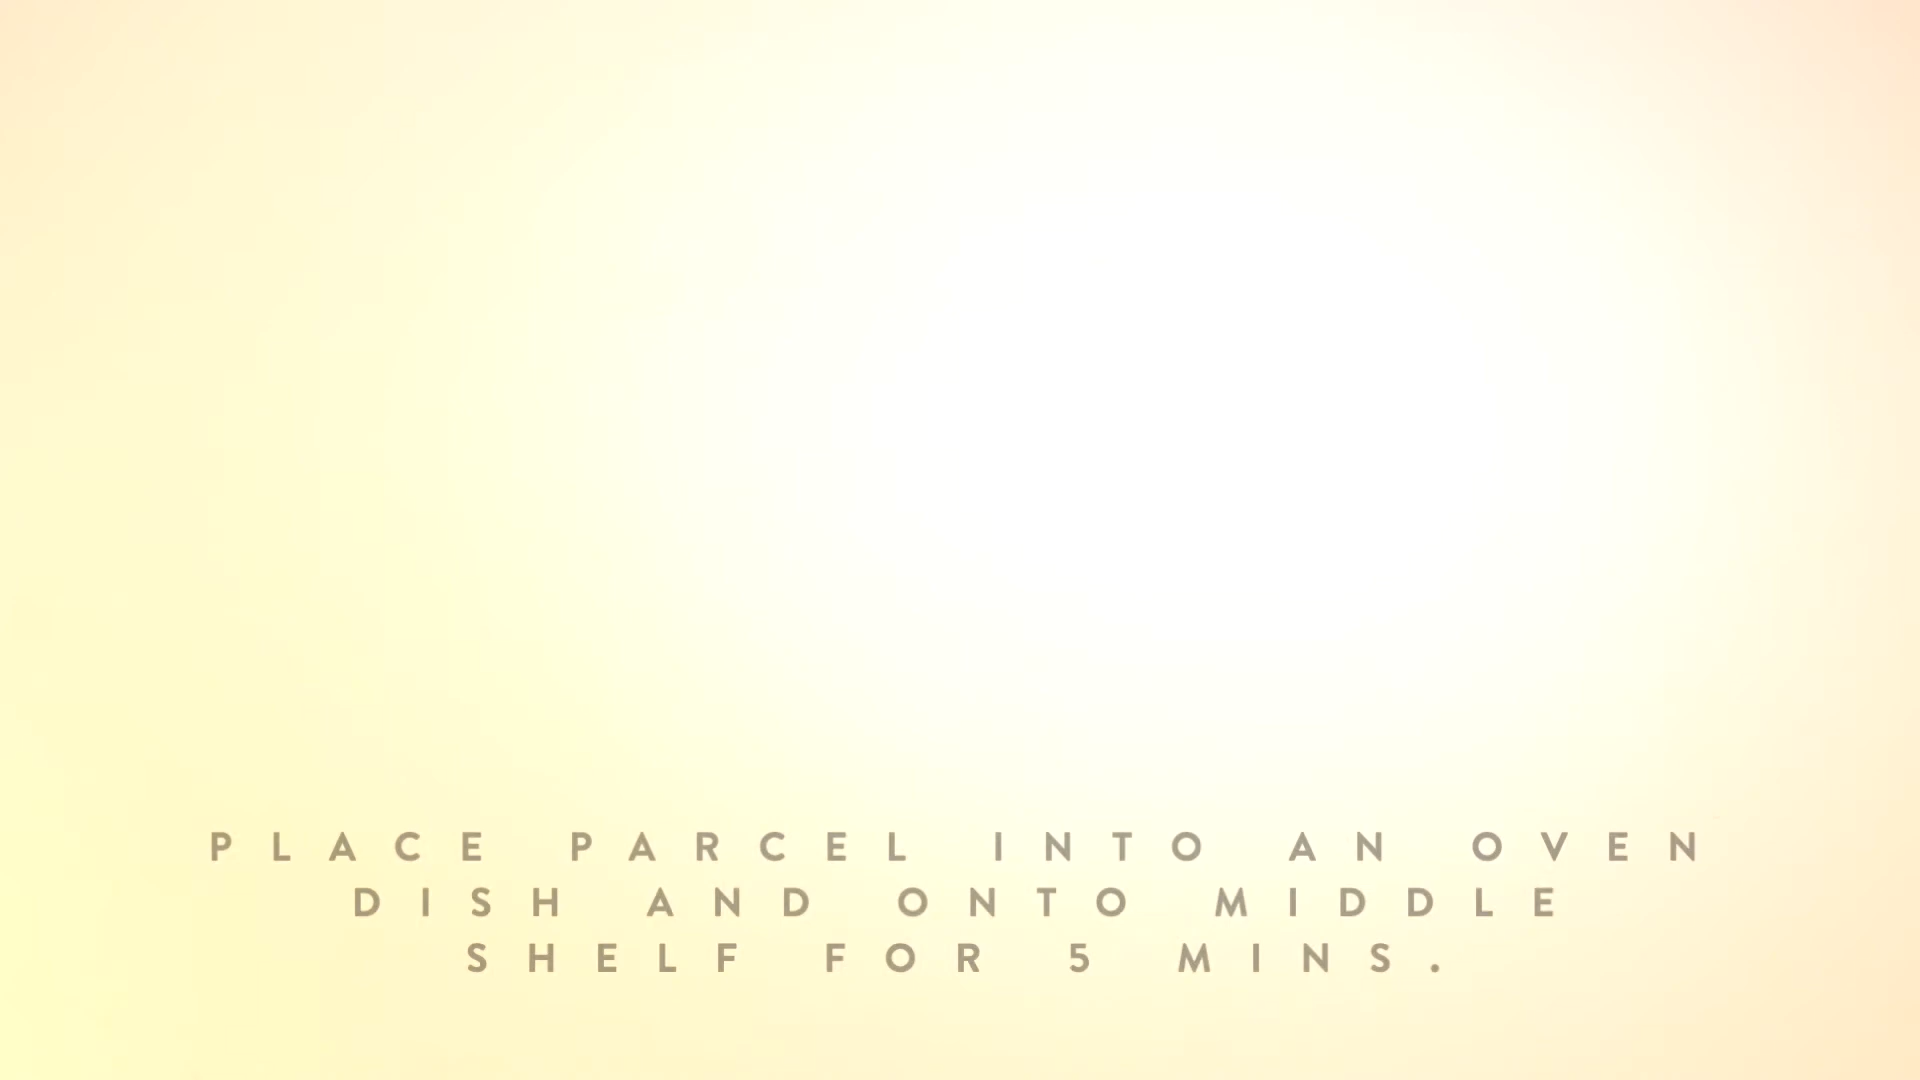 PLACE PARCEL INTO AN OVEN
DISH AND ONTO MIDDLE
SHELF FOR 5 MINS.